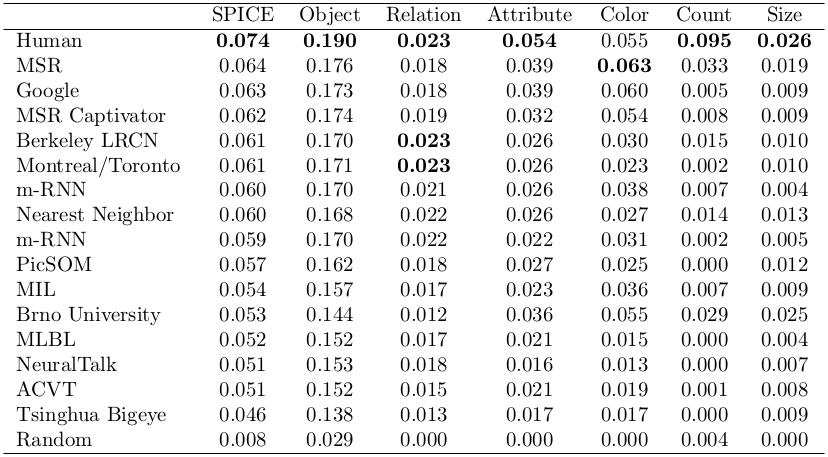 SPICE Object Relation Attribute Color Count Size
Human 0.074 0.190 0.023 0.054 0.055 0.095 0.026
MSR 0.064 0.176 0.018 0.039 0.063 0.033 0.019
Google 0.063 0.173 0.018 0.039 0.060 0.005 0.009
MSR Captivator 0.062 0.174 0.019 0.032 0.054 0.008 0.009
Berkeley LRCN 0.061 0.170 0.023 0.026 0.030 0.015 0.010
Montreal/Toronto 0.061 0.171 0.023 0.026 0.023 0.002 0.010
m-RNN 0.060 0.170 0.021 0.026 0.038 0.007 0.004
Nearest Neighbor 0.060 0.168 0.022 0.026 0.027 0.014 0.013
m-RNN 0.059 0.170 0.022 0.022 0.031 0.002 0.005
PicSOM 0.057 0.162 0.018 0.027 0.025 0.000 0.012
MIL 0.054 0.157 0.017 0.023 0.036 0.007 0.009
Brno University 0.053 0.144 0.012 0.036 0.055 0.029 0.025
MLBL 0.052 0.152 0.017 0.021 0.015 0.000 0.004
NeuralTalk 0.051 0.153 0.018 0.016 0.013 0.000 0.007
ACVT 0.051 0.152 0.015 0.021 0.019 0.001 0.008
Tsinghua Bigeye 0.046 0.138 0.013 0.017 0.017 0.000 0.009
Random 0.008 0.029 0.000 0.000 0.000 0.004 0.000